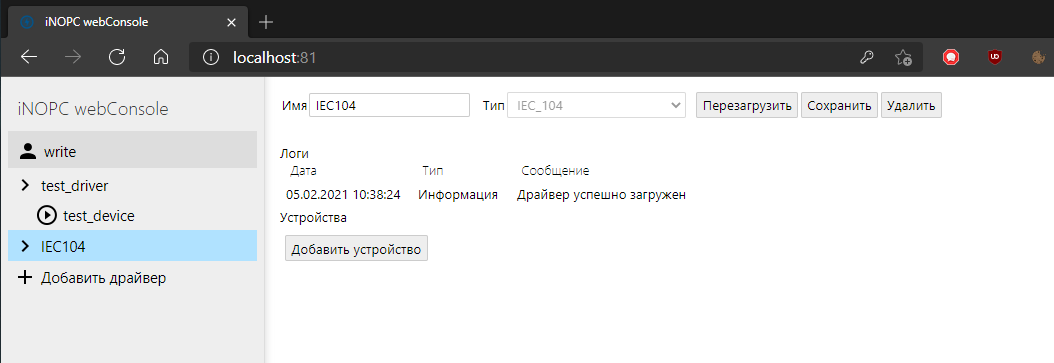 iNOPC webConsole
localhost:81
iNOPC webConsole
write
test_driver
test_device
IEC104
Добавить драйвер
Имя IEC104 Тип IEC_104 Перезагрузить Сохранить Удалить
Логи
Дата Тип Сообщение
05.02.2021 10:38:24 Информация Драйвер успешно загружен
Устройства
Добавить устройство